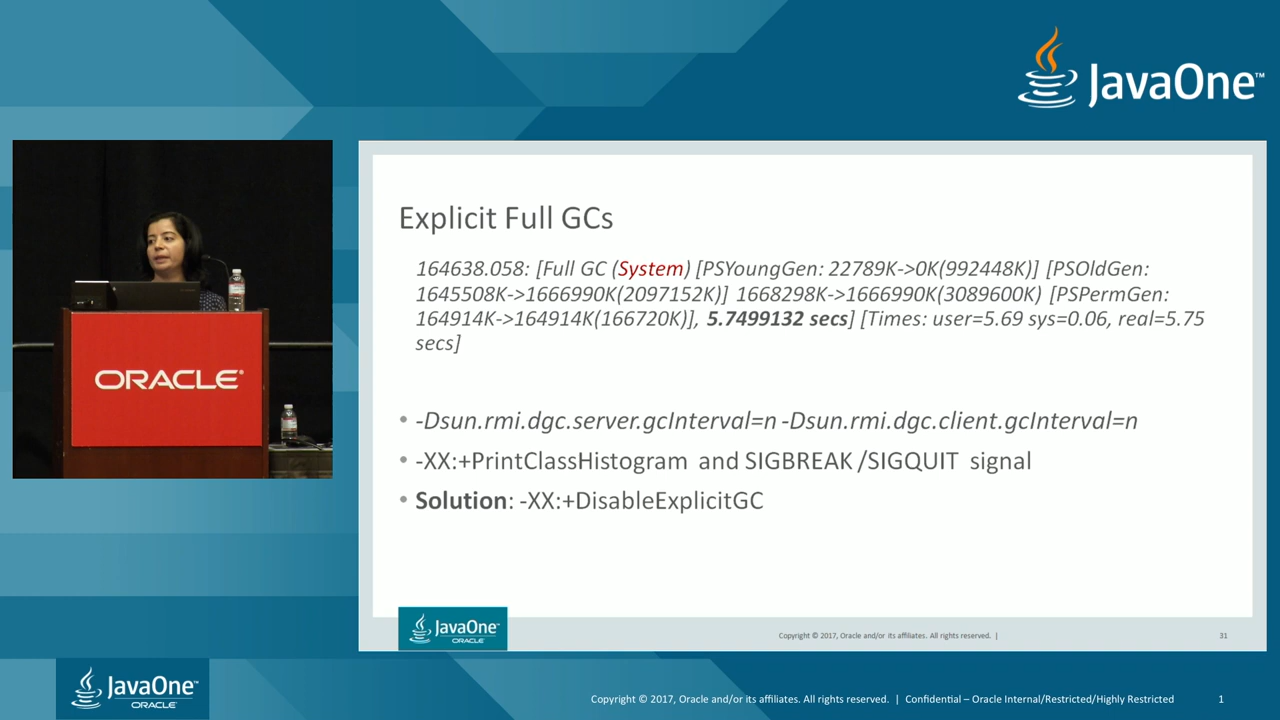 JavaOne™
Explicit Full GCs
164638.058: [Full GC (System) [PSYoungGen: 22789K->0K(992448K)] [PSOldGen:
1645508K->1666990K(2097152K)] 1668298K->1666990K(3089600K) [PSPermGen:
164914K->164914K(166720K)], 5.7499132 secs] [Times: user=5.69 sys=0.06, real=5.75
secs]
• -Dsun.rmi.dgc.server.gcInterval=n -Dsun.rmi.dgc.client.gcInterval=n
• -XX:+PrintClassHistogram and SIGBREAK /SIGQUIT signal
• Solution: -XX:+DisableExplicitGC
ORACLE®
JavaOne™
ORACLE®
Copyright © 2017, Oracle and/or its affiliates. All rights reserved. |
31
JavaOne™
ORACLE®
Copyright © 2017, Oracle and/or its affiliates. All rights reserved. | Confidential – Oracle Internal/Restricted/Highly Restricted
1